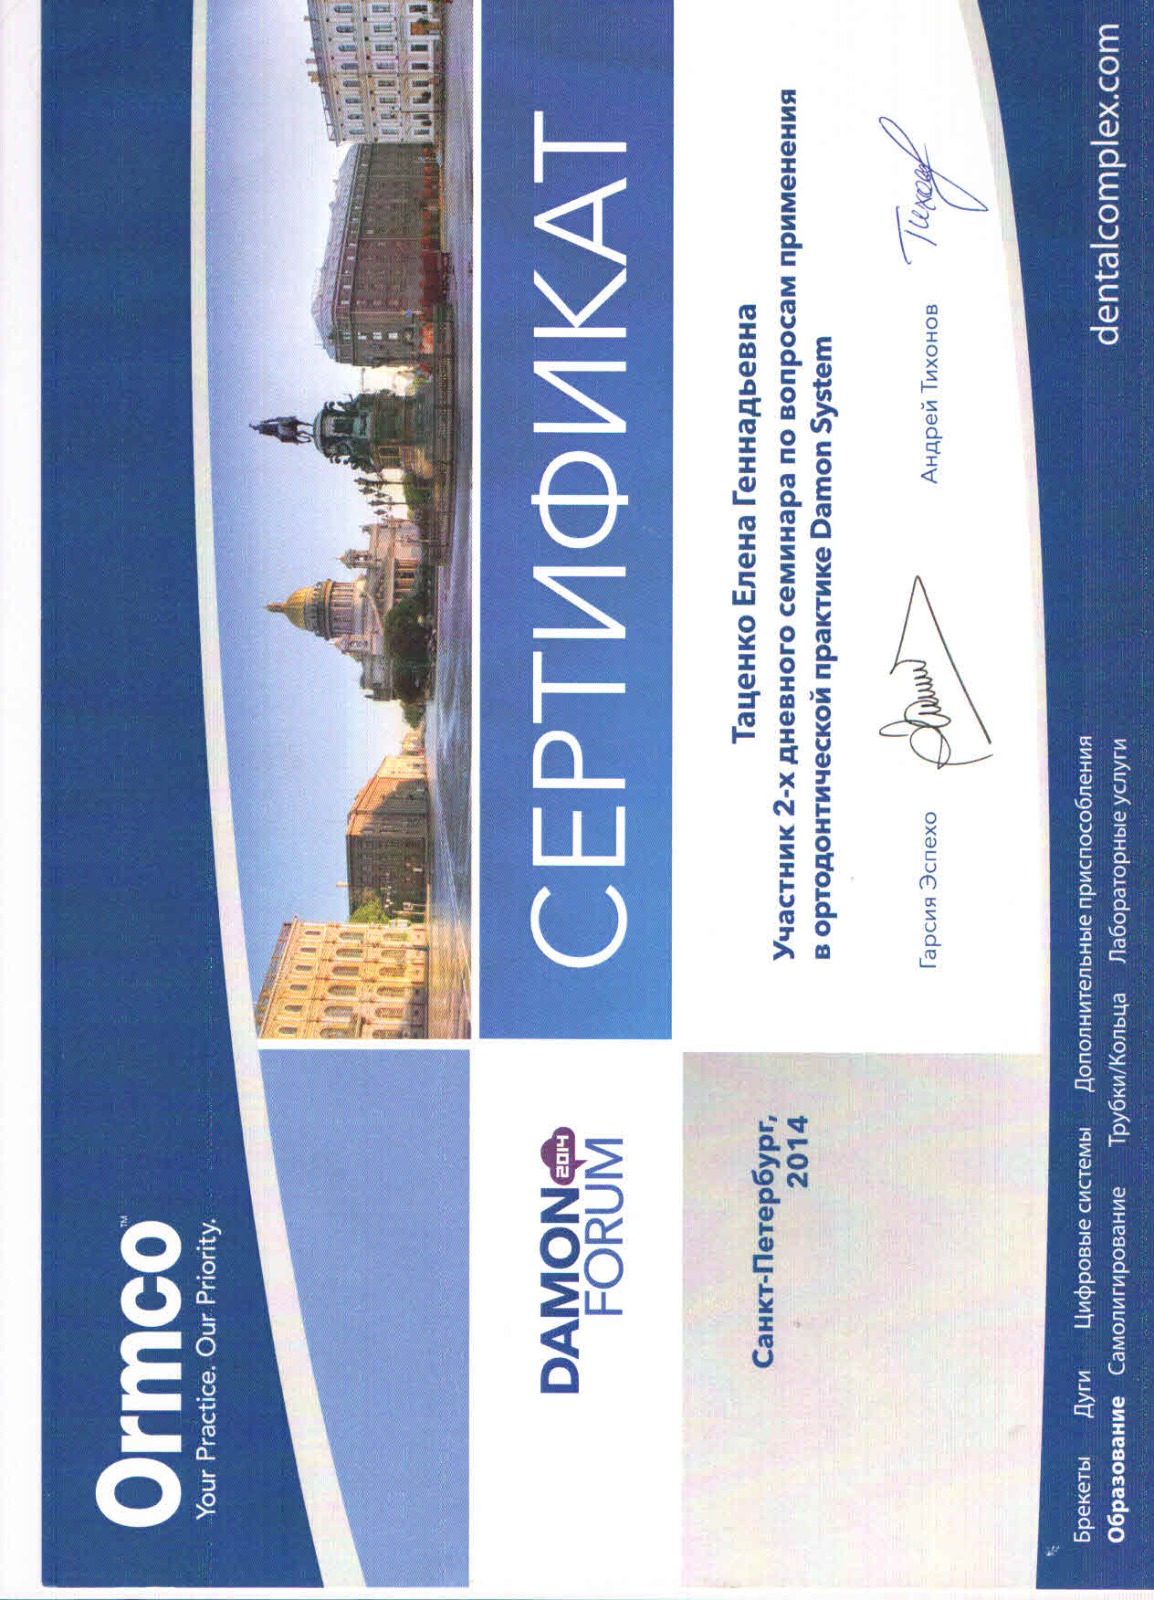 Ormco™
Your Practice. Our Priority.
DAMON 2014
FORUM
СЕРТИФИКАТ
Санкт-Петербург,
2014
Таценко Елена Геннадьевна
Участник 2-х дневного семинара по вопросам применения
в ортодонтической практике Damon System
Гарсия Эспехо
Андрей Тихонов Тихонов
Брекеты Дуги Цифровые системы Дополнительные приспособления
Образование Самолигирование Трубки/Кольца Лабораторные услуги
dentalcomplex.com